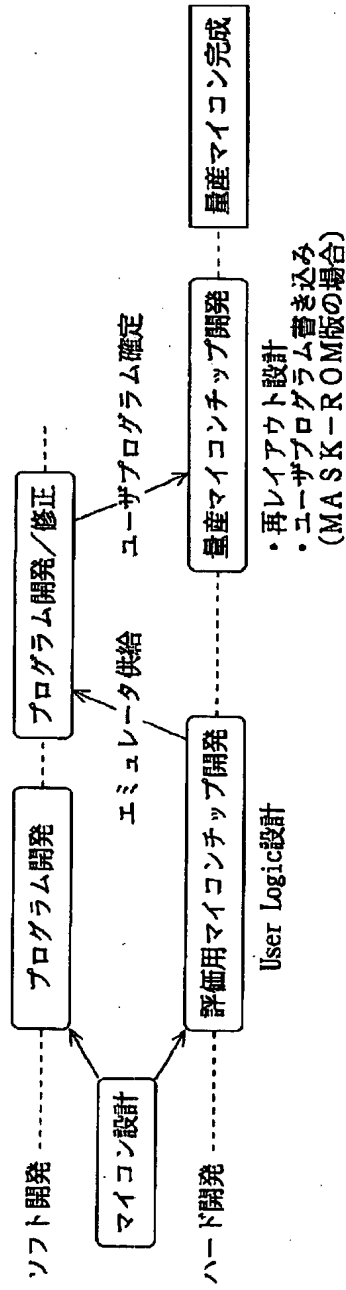 ソフト開発
プログラム開発
プログラム開発/修正
マイコン設計
エミュレータ供給
ユーザプログラム確定
ハード開発
評価用マイコンチップ開発
量産マイコンチップ開発
量産マイコン完成
User Logic設計
・再レイアウト設計
・ユーザプログラム書き込み
(MASK-ROM版の場合)